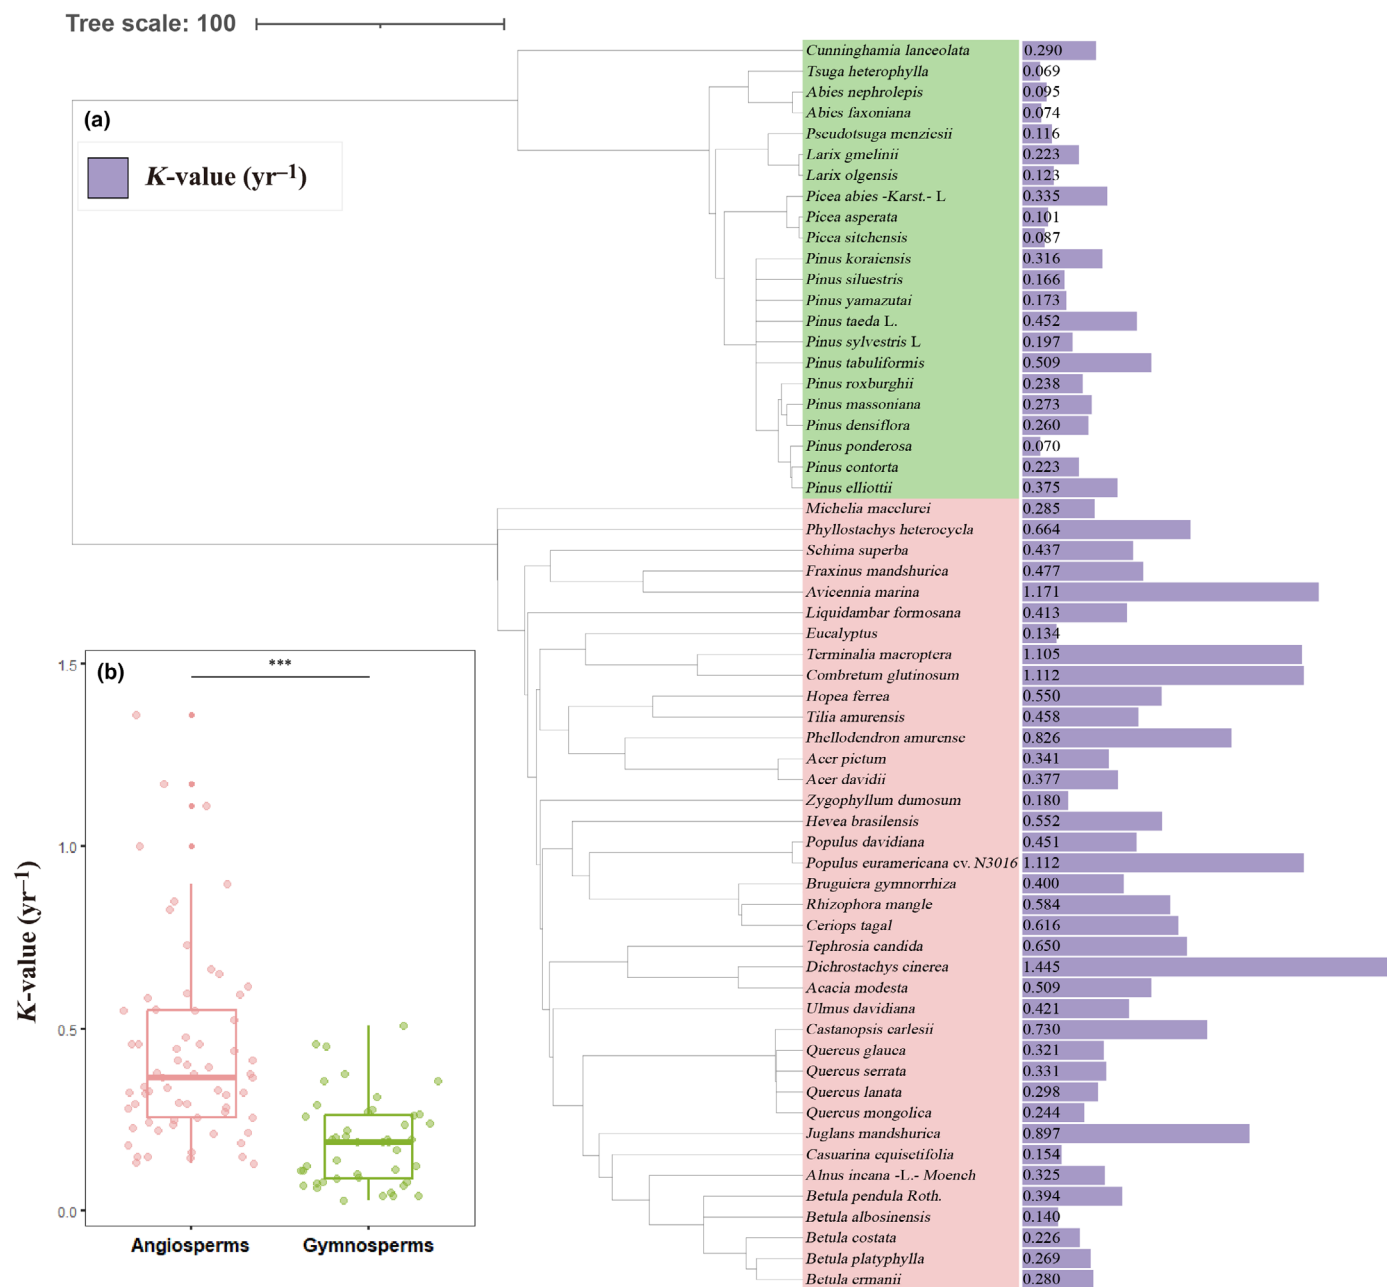 Tree scale: 100
(a)
K-value (yr⁻¹)
Cunninghamia lanceolata 0.290
Tsuga heterophylla 0.069
Abies nephrolepis 0.095
Abies faxoniana 0.074
Pseudotsuga menziesii 0.116
Larix gmelinii 0.223
Larix olgensis 0.123
Picea abies -Karst.- L 0.335
Picea asperata 0.101
Picea sitchensis 0.087
Pinus koraiensis 0.316
Pinus siluestris 0.166
Pinus yamazutai 0.173
Pinus taeda L. 0.452
Pinus sylvestris L 0.197
Pinus tabuliformis 0.509
Pinus roxburghii 0.238
Pinus massoniana 0.273
Pinus densiflora 0.260
Pinus ponderosa 0.070
Pinus contorta 0.223
Pinus elliottii 0.375
Michelia macclurei 0.285
Phyllostachys heterocycla 0.664
Schima superba 0.437
Fraxinus mandshurica 0.477
Avicennia marina 1.171
Liquidambar formosana 0.413
Eucalyptus 0.134
Terminalia macroptera 1.105
Combretum glutinosum 1.112
Hopea ferrea 0.550
Tilia amurensis 0.458
Phellodendron amurense 0.826
Acer pictum 0.341
Acer davidii 0.377
Zygophyllum dumosum 0.180
Hevea brasilensis 0.552
Populus davidiana 0.451
Populus euramericana cv. N3016 1.112
Bruguiera gymnorrhiza 0.400
Rhizophora mangle 0.584
Ceriops tagal 0.616
Tephrosia candida 0.650
Dichrostachys cinerea 1.445
Acacia modesta 0.509
Ulmus davidiana 0.421
Castanopsis carlesii 0.730
Quercus glauca 0.321
Quercus serrata 0.331
Quercus lanata 0.298
Quercus mongolica 0.244
Juglans mandshurica 0.897
Casuarina equisetifolia 0.154
Alnus incana -L.- Moench 0.325
Betula pendula Roth. 0.394
Betula albosinensis 0.140
Betula costata 0.226
Betula platyphylla 0.269
Betula ermanii 0.280
(b)
***
K-value (yr⁻¹)
1.5
1.0
0.5
0.0
Angiosperms Gymnosperms